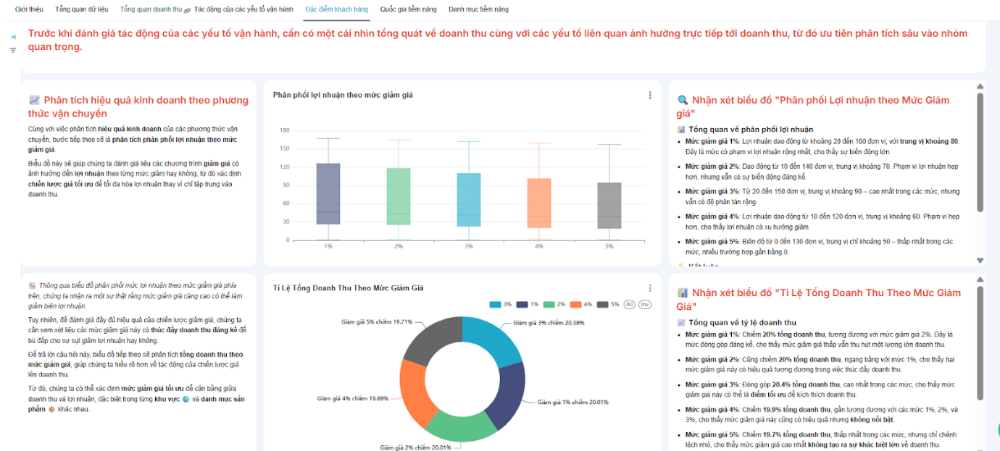 Giới thiệu Tổng quan dữ liệu Tổng quan doanh thu Tác động của các yếu tố vận hành Đặc điểm khách hàng Quốc gia tiềm năng Danh mục tiềm năng
Trước khi đánh giá tác động của các yếu tố vận hành, cần có một cái nhìn tổng quát về doanh thu cùng với các yếu tố liên quan ảnh hưởng trực tiếp tới doanh thu, từ đó ưu tiên phân tích sâu vào nhóm
quan trọng.
📈 Phân tích hiệu quả kinh doanh theo phương
thức vận chuyển
Cùng với việc phân tích hiệu quả kinh doanh của các phương thức vận
chuyển, bước tiếp theo sẽ là phân tích phân phối lợi nhuận theo mức
giảm giá.
Biểu đồ này sẽ giúp chúng ta đánh giá liệu các chương trình giảm giá có
ảnh hưởng đến lợi nhuận theo từng mức giảm hay không, từ đó xác định
chiến lược giá tối ưu để tối đa hóa lợi nhuận thay vì chỉ tập trung vào
doanh thu.
Phân phối lợi nhuận theo mức giảm giá
180
150
120
90
60
30
0
1% 2% 3% 4% 5%
🔍 Nhận xét biểu đồ "Phân phối Lợi nhuận theo Mức Giảm
giá"
📊 Tổng quan về phân phối lợi nhuận
• Mức giảm giá 1%: Lợi nhuận dao động từ khoảng 20 đến 160 đơn vị, với trung vị khoảng 80.
Đây là mức có phạm vi lợi nhuận rộng nhất, cho thấy sự biến động lớn.
• Mức giảm giá 2%: Dao động từ 10 đến 140 đơn vị, trung vị khoảng 70. Phạm vi lợi nhuận hẹp
hơn, nhưng vẫn có sự biến động đáng kể.
• Mức giảm giá 3%: Từ 20 đến 150 đơn vị, trung vị khoảng 90 – cao nhất trong các mức, nhưng
vẫn có độ phân tán rộng.
• Mức giảm giá 4%: Lợi nhuận dao động từ 10 đến 120 đơn vị, trung vị khoảng 60. Phạm vi hẹp
hơn, cho thấy lợi nhuận có xu hướng giảm.
• Mức giảm giá 5%: Biên độ từ 0 đến 130 đơn vị, trung vị chỉ khoảng 50 – thấp nhất trong các
mức, nhiều trường hợp gần bằng 0.
📉 Thông qua biểu đồ phân phối mức lợi nhuận theo mức giảm giá phía
trên, chúng ta nhận ra một sự thật rằng mức giảm giá càng cao có thể làm
giảm biên lợi nhuận.
Tuy nhiên, để đánh giá đầy đủ hiệu quả của chiến lược giảm giá, chúng ta
cần xem xét liệu các mức giảm giá này có thúc đẩy doanh thu đáng kể để
bù đắp cho sự sụt giảm lợi nhuận hay không.
Để trả lời câu hỏi này, biểu đồ tiếp theo sẽ phân tích tổng doanh thu theo
mức giảm giá, giúp chúng ta hiểu rõ hơn về tác động của chiến lược giá
lên doanh thu.
Từ đó, chúng ta có thể xác định mức giảm giá tối ưu để cân bằng giữa
doanh thu và lợi nhuận, đặc biệt trong từng khu vực 🌍 và danh mục sản
phẩm 📦 khác nhau.
Tỉ Lệ Tổng Doanh Thu Theo Mức Giảm Giá
3% 1% 2% 4% 5% All Inv
Giảm giá 5% chiếm 19.71%
Giảm giá 3% chiếm 20.38%
Giảm giá 4% chiếm 19.89%
Giảm giá 1% chiếm 20.01%
Giảm giá 2% chiếm 20.01%
📊 Nhận xét biểu đồ "Tỉ Lệ Tổng Doanh Thu Theo Mức Giảm
Giá"
📈 Tổng quan về tỷ lệ doanh thu
• Mức giảm giá 1%: Chiếm 20% tổng doanh thu, tương đương với mức giảm giá 2%. Đây là
mức đóng góp đáng kể, cho thấy mức giảm giá thấp vẫn thu hút một lượng lớn doanh thu.
• Mức giảm giá 2%: Cũng chiếm 20% tổng doanh thu, ngang bằng với mức 1%, cho thấy hai
mức giảm giá này có hiệu quả tương đương trong việc thúc đẩy doanh thu.
• Mức giảm giá 3%: Đóng góp 20.4% tổng doanh thu, cao nhất trong các mức, cho thấy mức
giảm giá này có thể là điểm tối ưu để kích thích doanh thu.
• Mức giảm giá 4%: Chiếm 19.9% tổng doanh thu, gần tương đương với các mức 1%, 2%, và
3%, cho thấy mức giảm giá này cũng có hiệu quả nhưng không nổi bật.
• Mức giảm giá 5%: Chiếm 19.7% tổng doanh thu, thấp nhất trong các mức, nhưng chỉ chênh
lệch nhỏ, cho thấy mức giảm giá cao nhất không tạo ra sự khác biệt lớn về doanh thu.